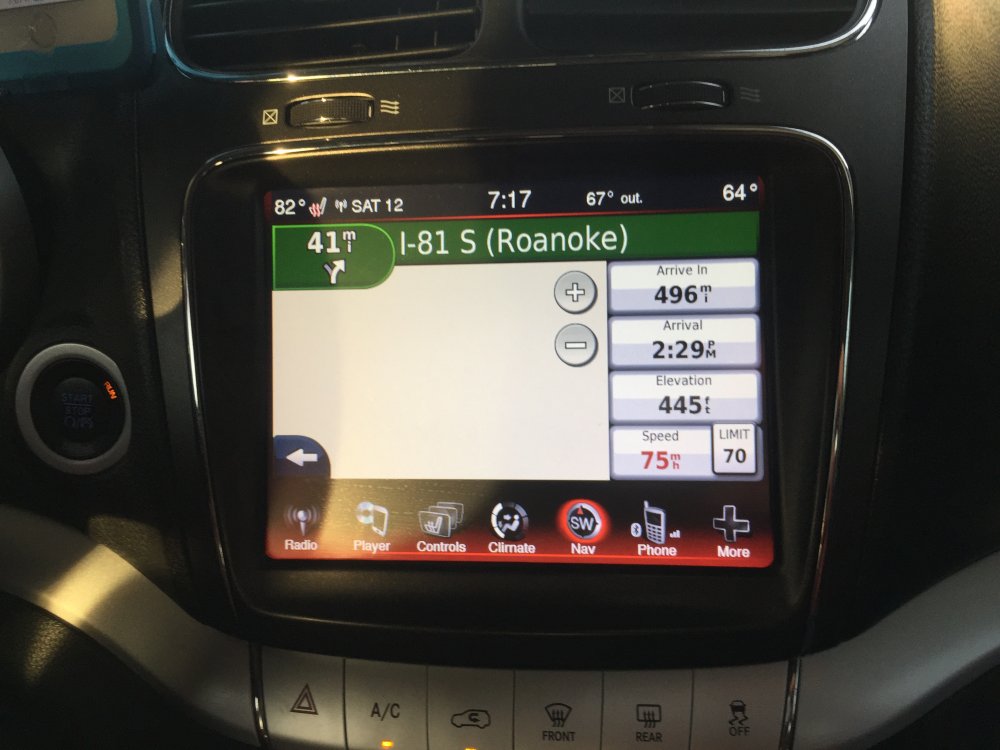 82° SAT 12 7:17 67° out. 64°
41 mi I-81 S (Roanoke)
Arrive In
496 mi
Arrival
2:29 PM
Elevation
445 ft
Speed LIMIT
75 mh 70
RUN
START
STOP
SW
Radio Player Controls Climate Nav Phone More
A/C
FRONT REAR OFF